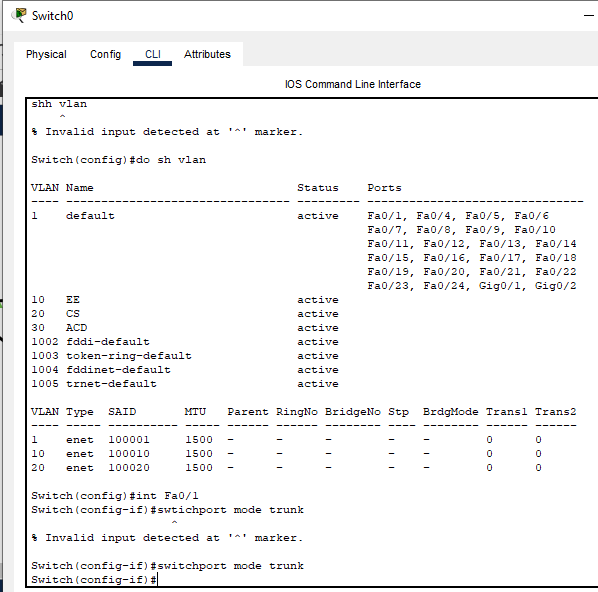 Switch0
Physical Config CLI Attributes
IOS Command Line Interface
shh vlan
^
% Invalid input detected at '^' marker.
Switch(config)#do sh vlan
VLAN Name Status Ports
---- -------------------------------- --------- -------------------------------
1 default active Fa0/1, Fa0/4, Fa0/5, Fa0/6
Fa0/7, Fa0/8, Fa0/9, Fa0/10
Fa0/11, Fa0/12, Fa0/13, Fa0/14
Fa0/15, Fa0/16, Fa0/17, Fa0/18
Fa0/19, Fa0/20, Fa0/21, Fa0/22
Fa0/23, Fa0/24, Gig0/1, Gig0/2
10 EE active
20 CS active
30 ACD active
1002 fddi-default active
1003 token-ring-default active
1004 fddinet-default active
1005 trnet-default active
VLAN Type SAID MTU Parent RingNo BridgeNo Stp BrdgMode Trans1 Trans2
---- ----- ---------- ----- ------ ------ -------- ---- -------- ------ ------
1 enet 100001 1500 - - - - - 0 0
10 enet 100010 1500 - - - - - 0 0
20 enet 100020 1500 - - - - - 0 0
Switch(config)#int Fa0/1
Switch(config-if)#swtichport mode trunk
^
% Invalid input detected at '^' marker.
Switch(config-if)#switchport mode trunk
Switch(config-if)#